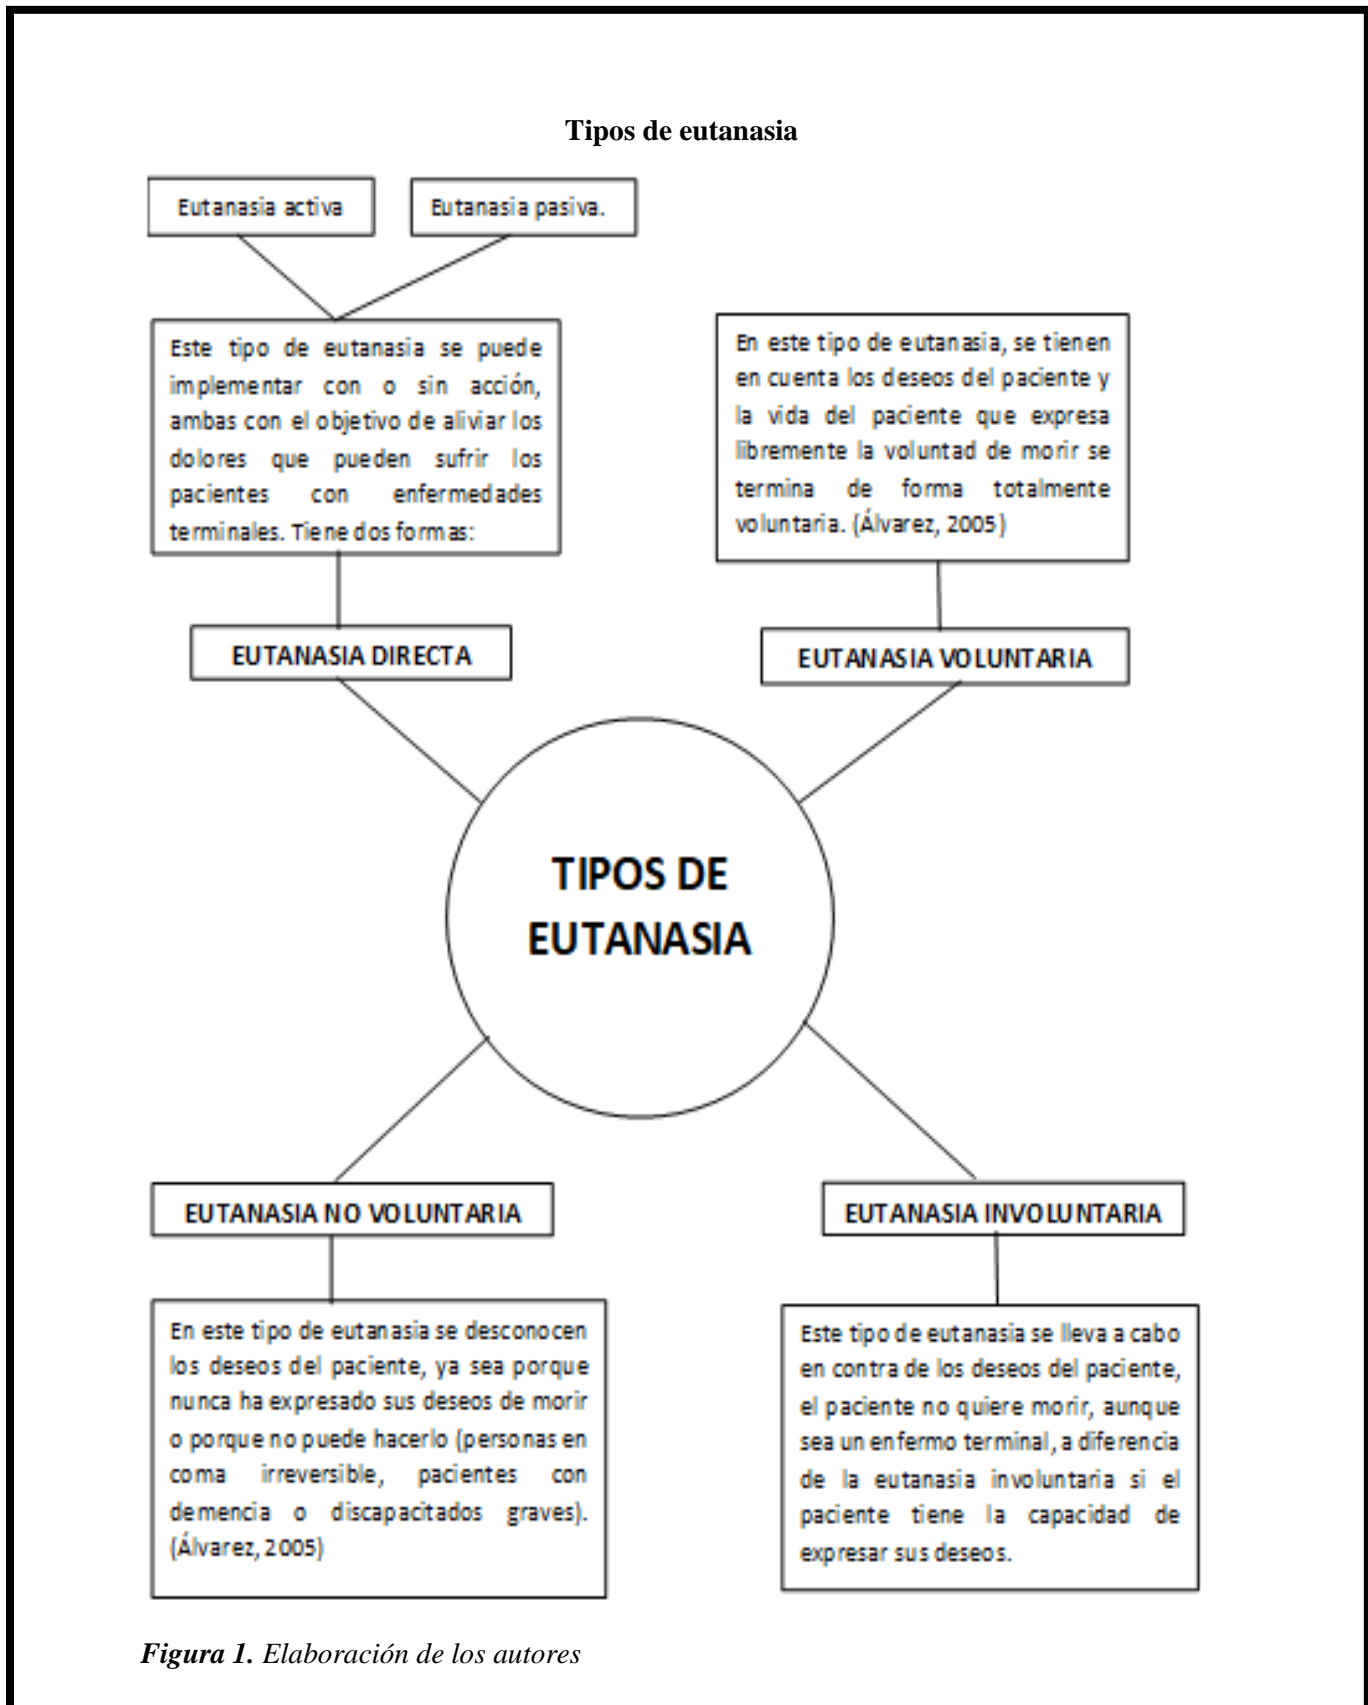 Tipos de eutanasia
Eutanasia activa
Eutanasia pasiva.
Este tipo de eutanasia se puede
implementar con o sin acción,
ambas con el objetivo de aliviar los
dolores que pueden sufrir los
pacientes con enfermedades
terminales. Tiene dos formas:
En este tipo de eutanasia, se tienen
en cuenta los deseos del paciente y
la vida del paciente que expresa
libremente la voluntad de morir se
termina de forma totalmente
voluntaria. (Álvarez, 2005)
EUTANASIA DIRECTA
EUTANASIA VOLUNTARIA
TIPOS DE
EUTANASIA
EUTANASIA NO VOLUNTARIA
EUTANASIA INVOLUNTARIA
En este tipo de eutanasia se desconocen
los deseos del paciente, ya sea porque
nunca ha expresado sus deseos de morir
o porque no puede hacerlo (personas en
coma irreversible, pacientes con
demencia o discapacitados graves).
(Álvarez, 2005)
Este tipo de eutanasia se lleva a cabo
en contra de los deseos del paciente,
el paciente no quiere morir, aunque
sea un enfermo terminal, a diferencia
de la eutanasia involuntaria si el
paciente tiene la capacidad de
expresar sus deseos.
Figura 1. Elaboración de los autores